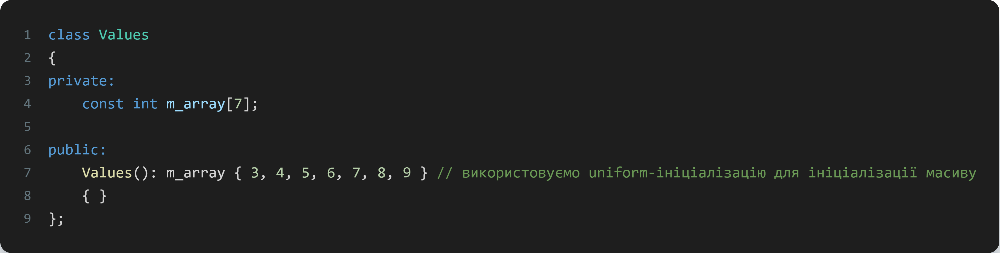 1 class Values
2 {
3 private:
4     const int m_array[7];
5
6 public:
7     Values(): m_array { 3, 4, 5, 6, 7, 8, 9 } // використовуємо uniform-ініціалізацію для ініціалізації масиву
8     { }
9 };